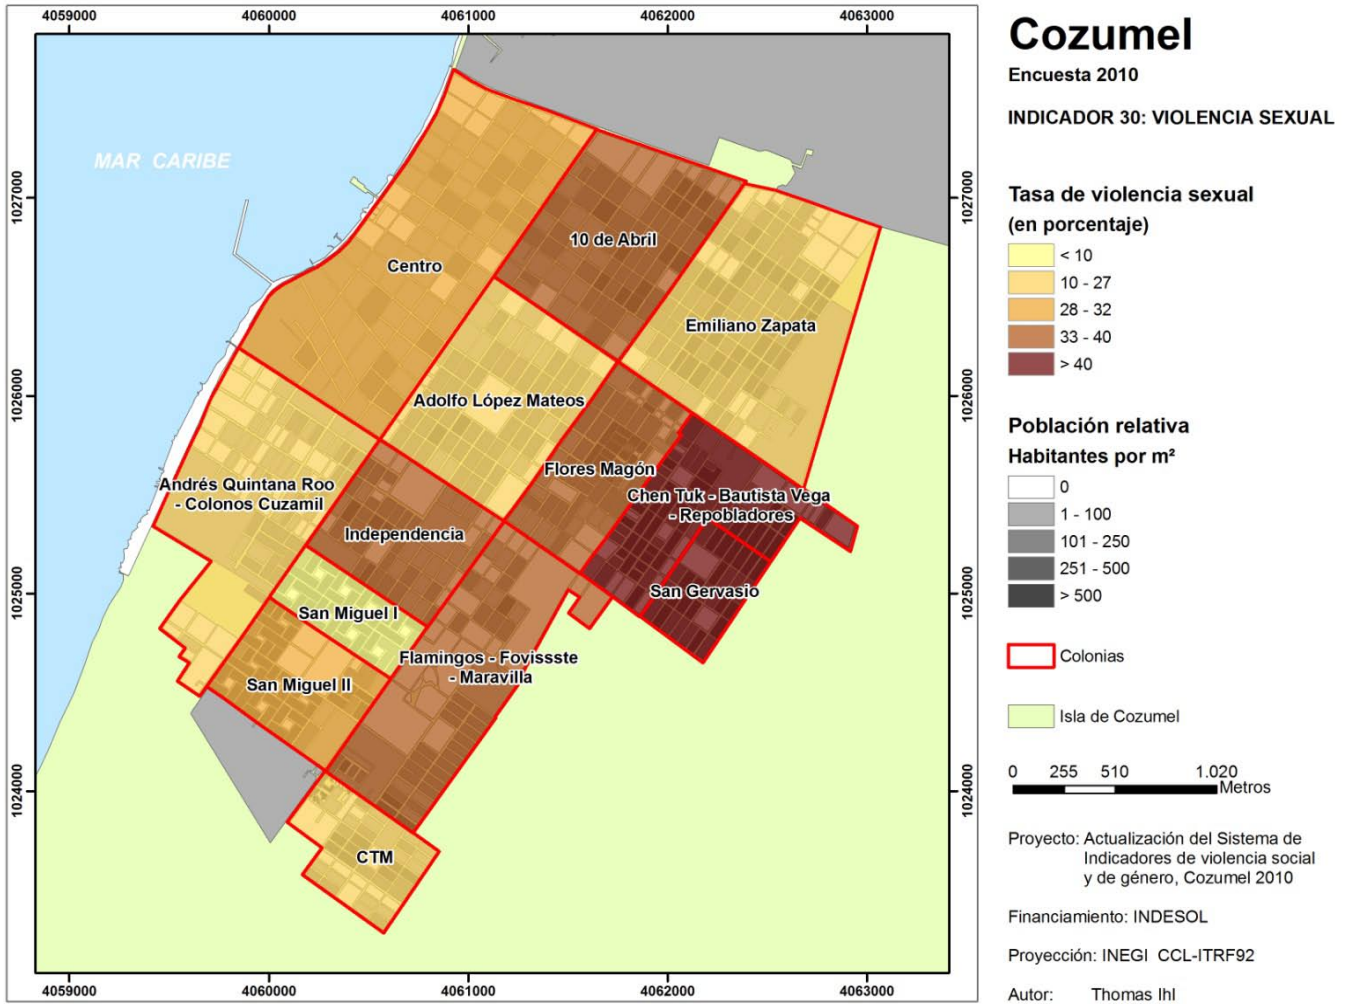 4059000 4060000 4061000 4062000 4063000
1027000 1027000
1026000 1026000
1025000 1025000
1024000 1024000
4059000 4060000 4061000 4062000 4063000
MAR CARIBE
Centro
10 de Abril
Emiliano Zapata
Adolfo López Mateos
Andrés Quintana Roo
- Colonos Cuzamil
Independencia
Flores Magón
Chen Tuk - Bautista Vega
- Repobladores
San Gervasio
San Miguel I
Flamingos - Fovissste
- Maravilla
San Miguel II
CTM
Cozumel
Encuesta 2010
INDICADOR 30: VIOLENCIA SEXUAL
Tasa de violencia sexual
(en porcentaje)
< 10
10 - 27
28 - 32
33 - 40
> 40
Población relativa
Habitantes por m²
0
1 - 100
101 - 250
251 - 500
> 500
Colonias
Isla de Cozumel
0 255 510 1.020
Metros
Proyecto: Actualización del Sistema de
Indicadores de violencia social
y de género, Cozumel 2010
Financiamiento: INDESOL
Proyección: INEGI CCL-ITRF92
Autor: Thomas Ihl